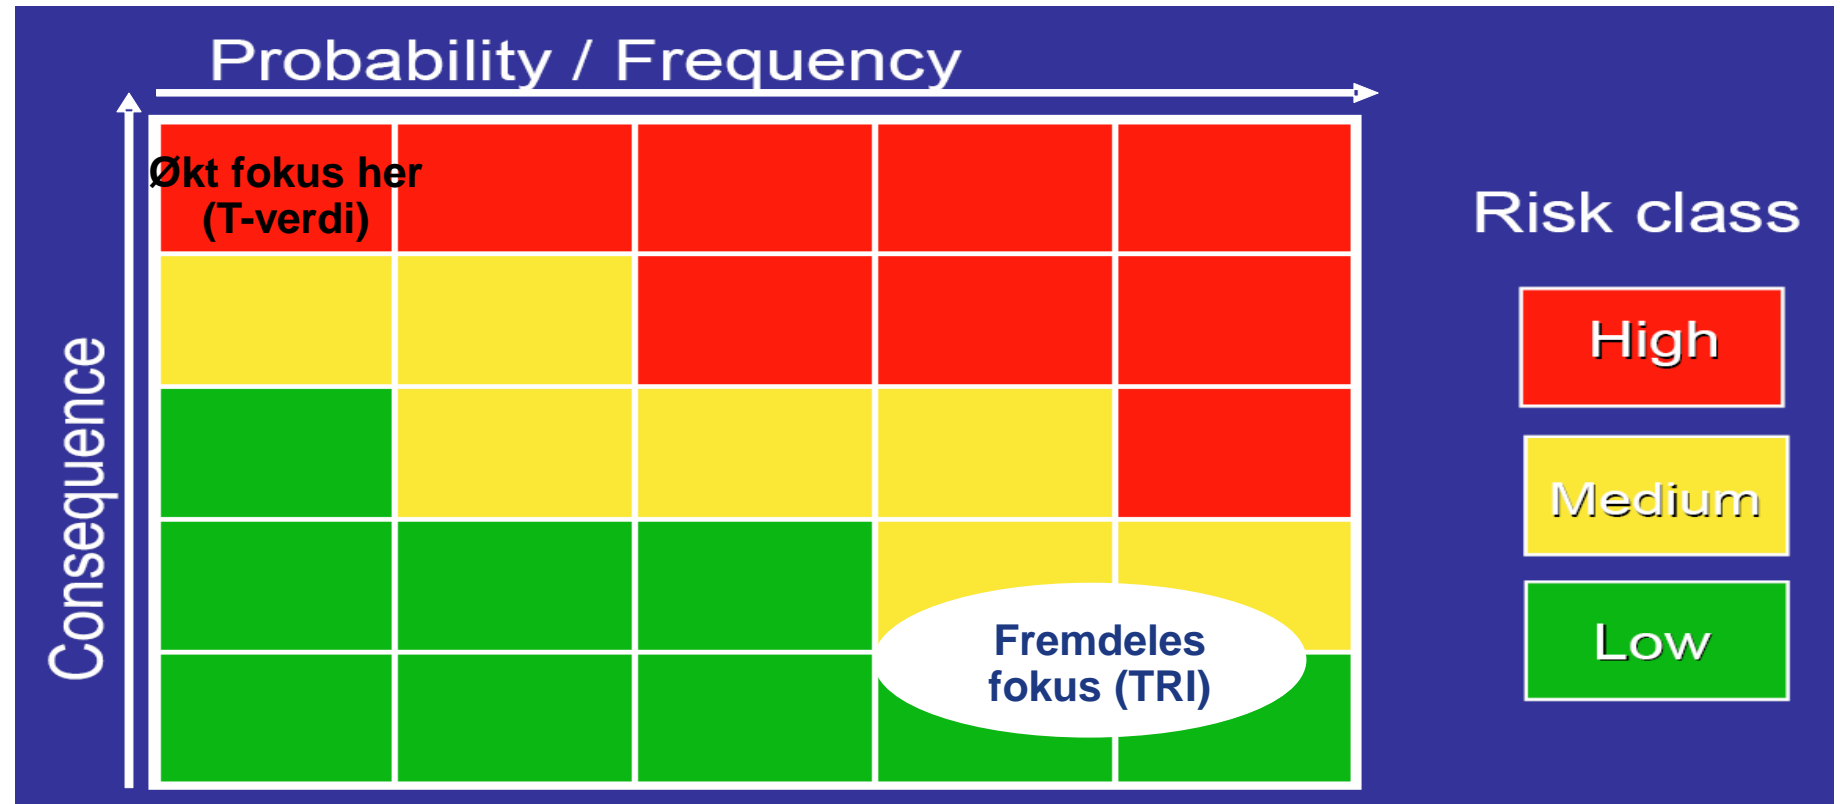 Probability / Frequency
Økt fokus her
(T-verdi)
Consequence
Fremdeles
fokus (TRI)
Risk class
High
Medium
Low